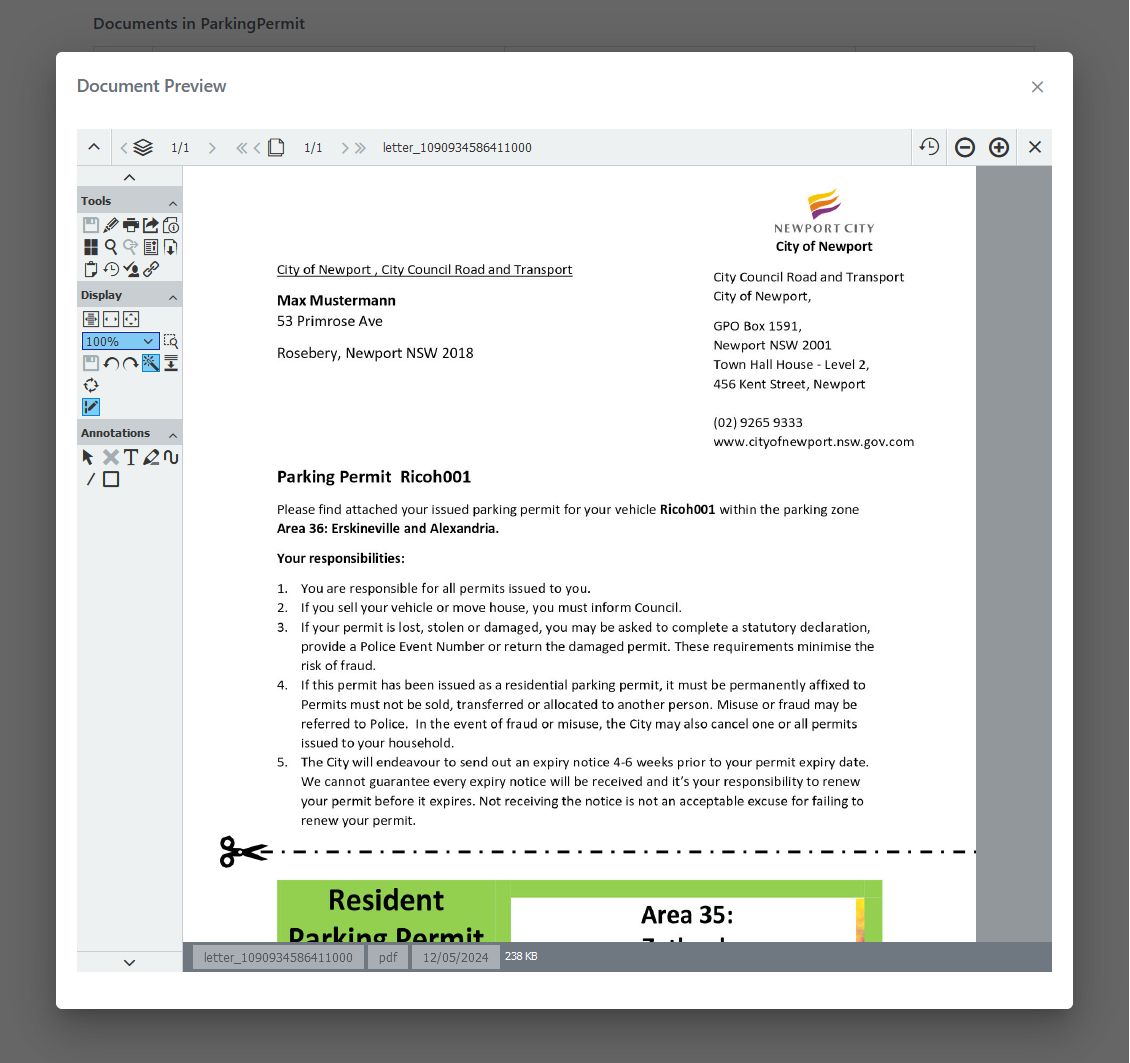 Documents in ParkingPermit
Document Preview
1/1
1/1
letter_1090934586411000
Tools
Display
100%
Annotations
NEWPORT CITY
City of Newport
City of Newport , City Council Road and Transport
Max Mustermann
53 Primrose Ave
Rosebery, Newport NSW 2018
City Council Road and Transport
City of Newport,
GPO Box 1591,
Newport NSW 2001
Town Hall House - Level 2,
456 Kent Street, Newport
(02) 9265 9333
www.cityofnewport.nsw.gov.com
Parking Permit Ricoh001
Please find attached your issued parking permit for your vehicle Ricoh001 within the parking zone
Area 36: Erskineville and Alexandria.
Your responsibilities:
1. You are responsible for all permits issued to you.
2. If you sell your vehicle or move house, you must inform Council.
3. If your permit is lost, stolen or damaged, you may be asked to complete a statutory declaration,
provide a Police Event Number or return the damaged permit. These requirements minimise the
risk of fraud.
4. If this permit has been issued as a residential parking permit, it must be permanently affixed to
Permits must not be sold, transferred or allocated to another person. Misuse or fraud may be
referred to Police. In the event of fraud or misuse, the City may also cancel one or all permits
issued to your household.
5. The City will endeavour to send out an expiry notice 4-6 weeks prior to your permit expiry date.
We cannot guarantee every expiry notice will be received and it's your responsibility to renew
your permit before it expires. Not receiving the notice is not an acceptable excuse for failing to
renew your permit.
Resident
Parking Permit
Area 35:
letter_1090934586411000
pdf
12/05/2024
238 KB